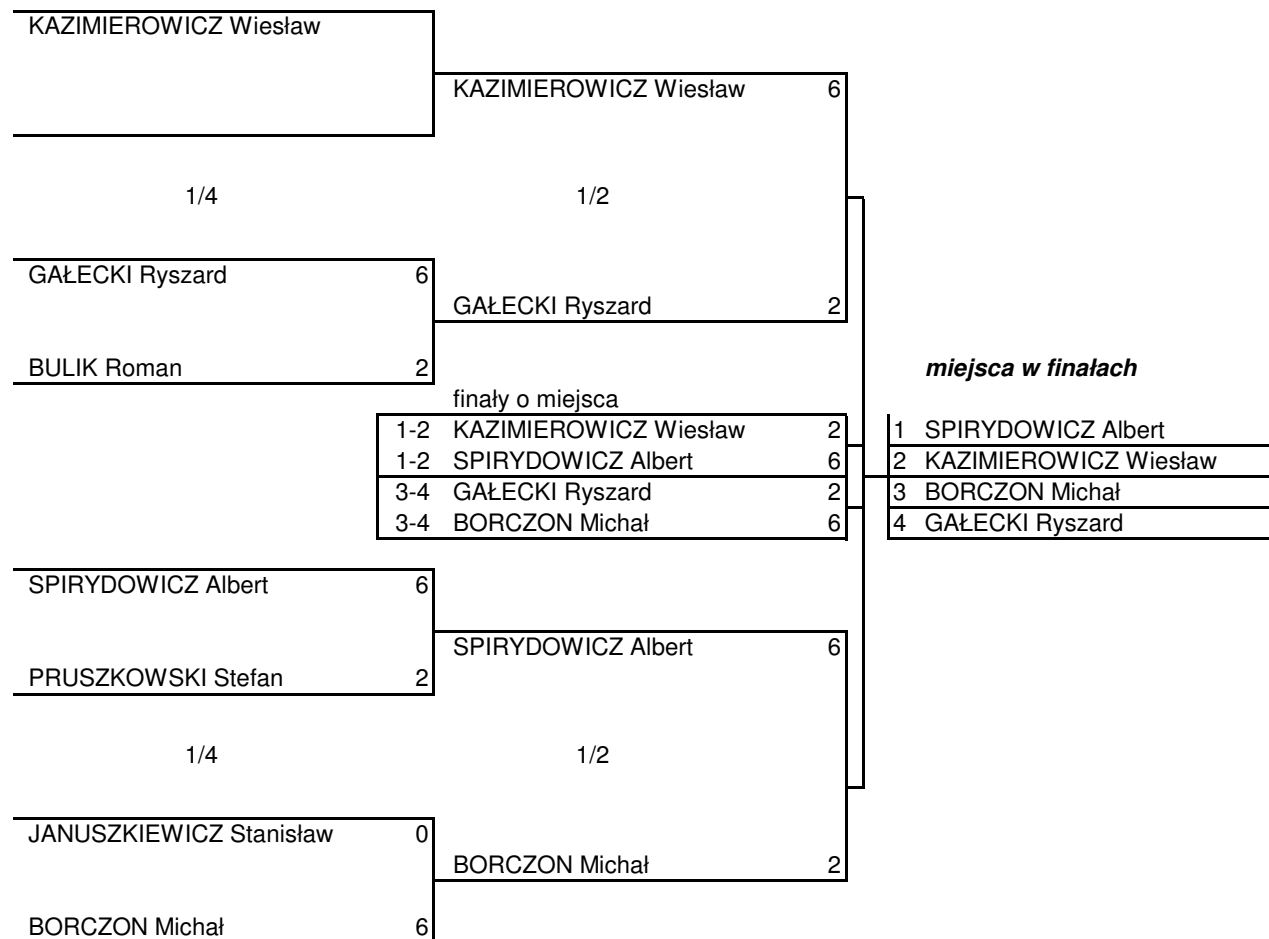 KAZIMIEROWICZ Wiesław
KAZIMIEROWICZ Wiesław 6
1/4 1/2
GAŁECKI Ryszard 6
GAŁECKI Ryszard 2
BULIK Roman 2 miejsca w finałach
finały o miejsca
1-2 KAZIMIEROWICZ Wiesław 2 1 SPIRYDOWICZ Albert
1-2 SPIRYDOWICZ Albert 6 2 KAZIMIEROWICZ Wiesław
3-4 GAŁECKI Ryszard 2 3 BORCZON Michał
3-4 BORCZON Michał 6 4 GAŁECKI Ryszard
SPIRYDOWICZ Albert 6
SPIRYDOWICZ Albert 6
PRUSZKOWSKI Stefan 2
1/4 1/2
JANUSZKIEWICZ Stanisław 0
BORCZON Michał 2
BORCZON Michał 6